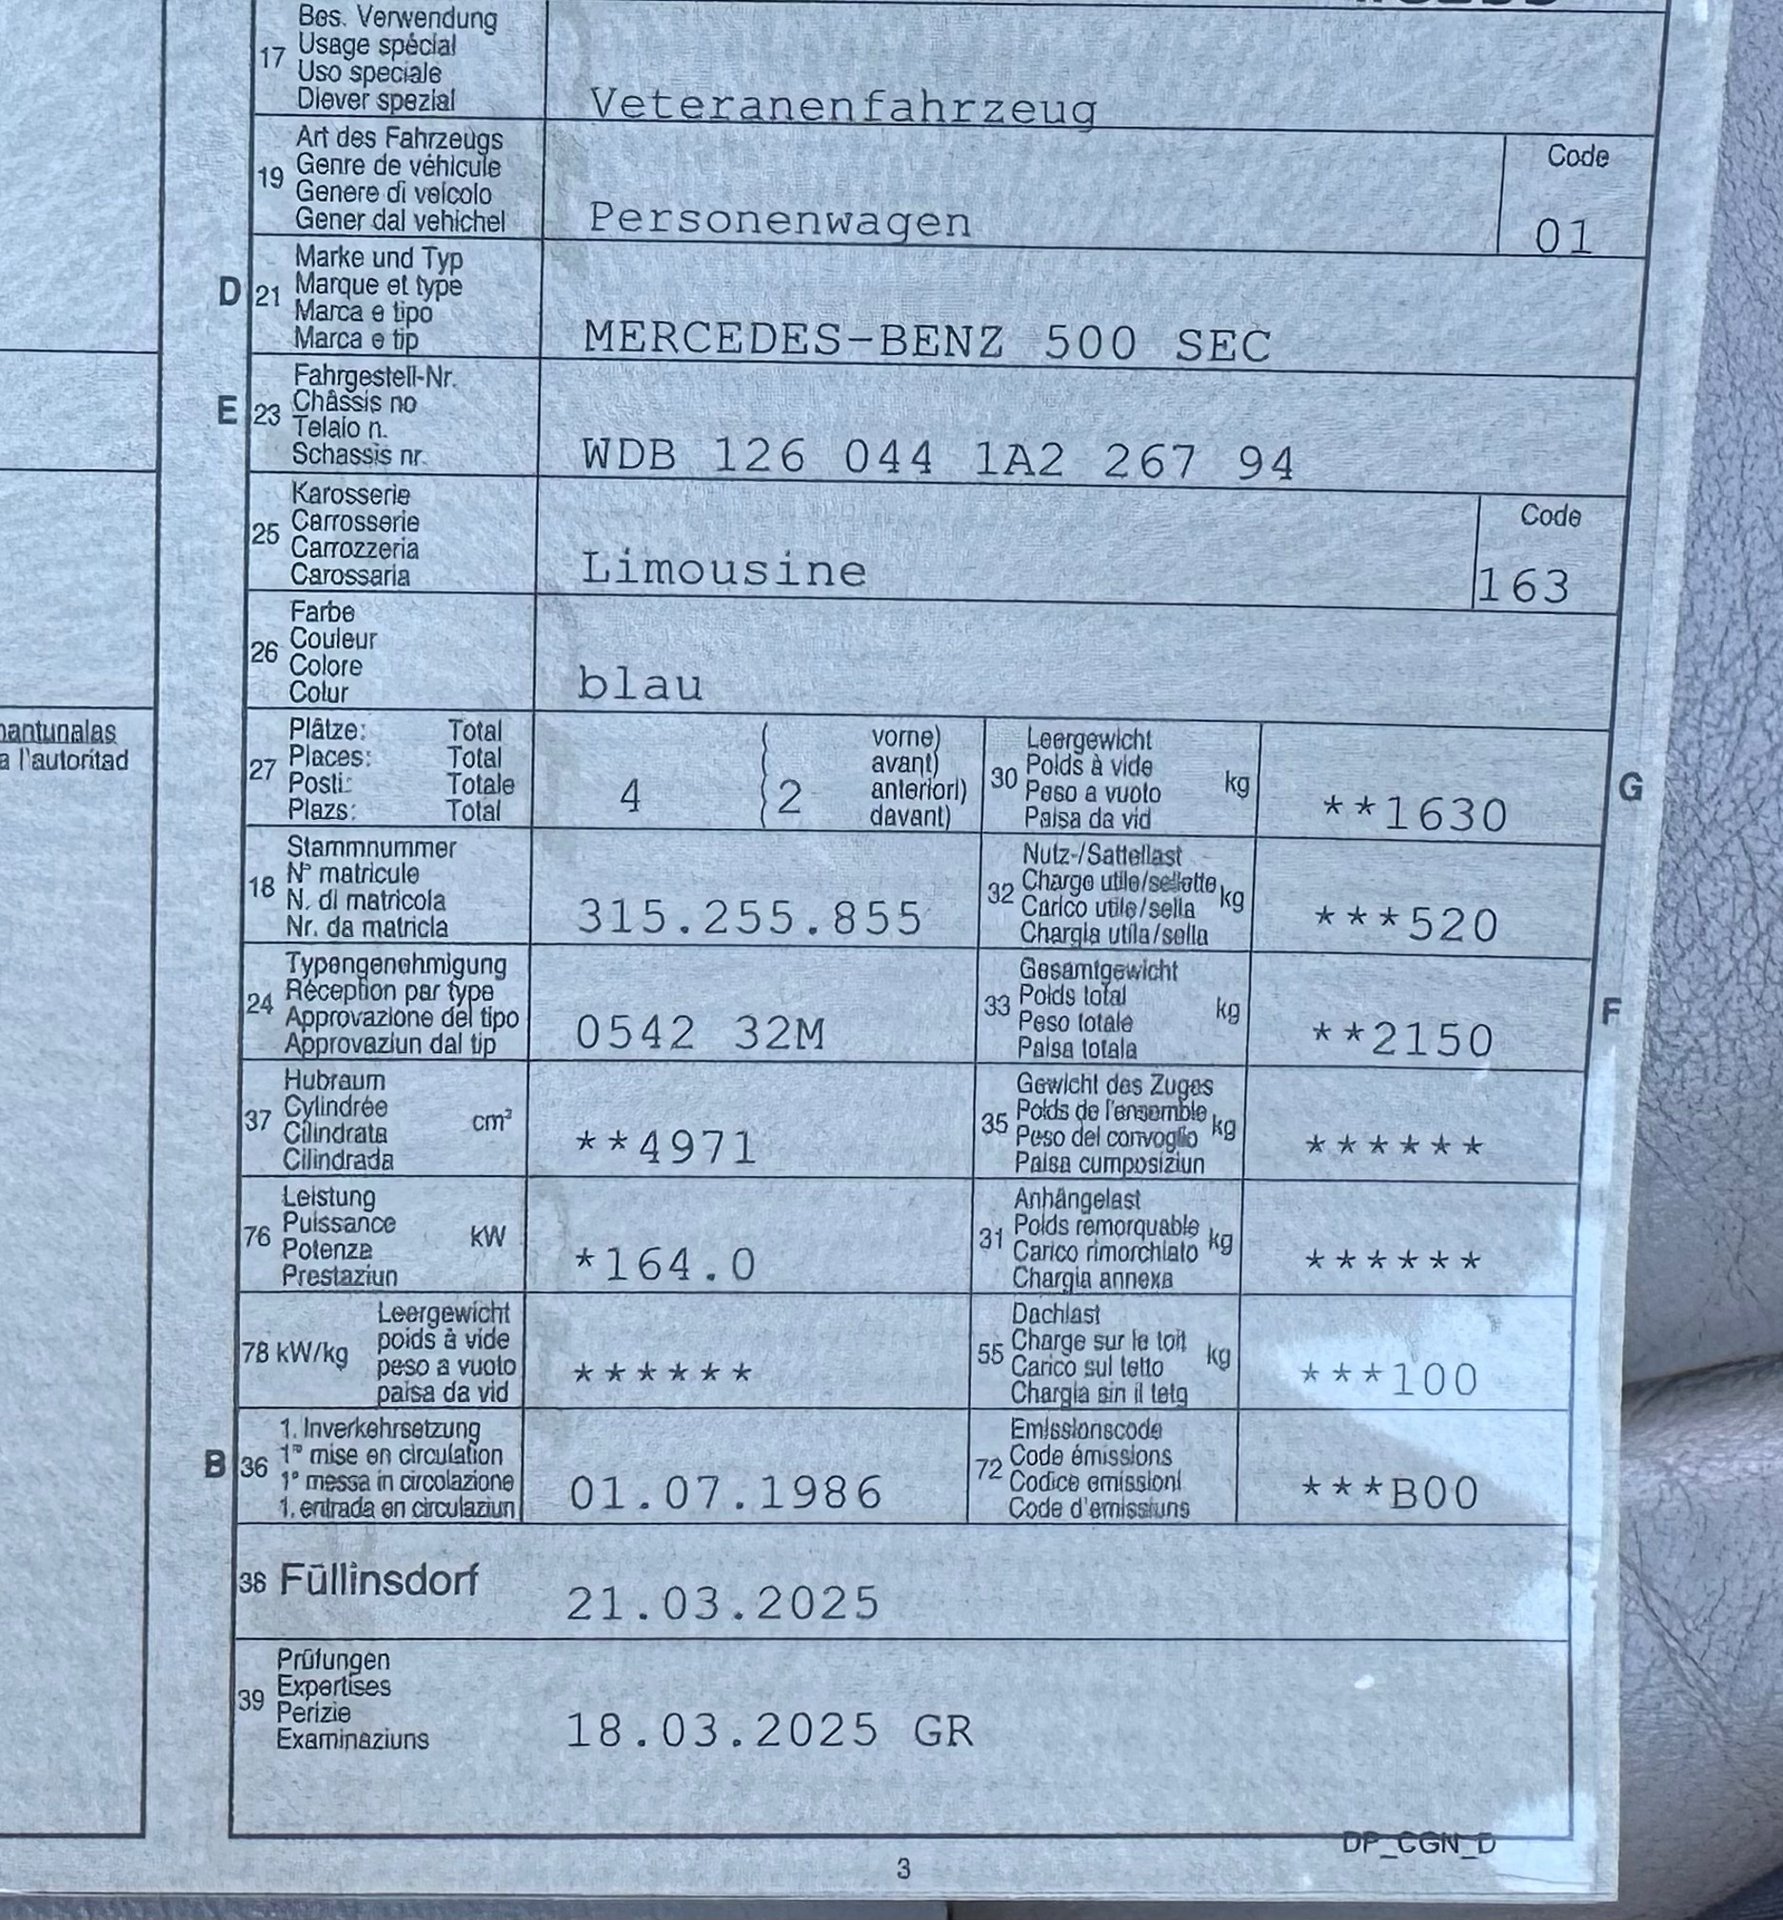 Bes. Verwendung
17 Usage spécial
Uso speciale
Diever spezial
Veteranenfahrzeug
Art des Fahrzeugs
19 Genre de véhicule
Genere di veicolo
Gener dal vehichel
Personenwagen
Code
01
Marke und Typ
D 21 Marque et type
Marca e tipo
Marca e tip
MERCEDES-BENZ 500 SEC
Fahrgestell-Nr.
E 23 Châssis no
Telaio n.
Schassis nr.
WDB 126 044 1A2 267 94
Karosserie
25 Carrosserie
Carrozzeria
Carossaria
Limousine
Code
163
Farbe
26 Couleur
Colore
Colur
blau
Plätze: Total
27 Places: Total
Posti: Totale
Plazs: Total
4 2
vorne)
avant)
anteriori)
davant)
Leergewicht
30 Poids à vide kg
Peso a vuoto
Paisa da vid
**1630
G
Stammnummer
18 N° matricule
N. di matricola
Nr. da matricla
315.255.855
Nutz-/Sattellast
32 Charge utile/sellette kg
Carico utile/sella
Chargia utila/sella
***520
Typengenehmigung
24 Réception par type
Approvazione del tipo
Approvaziun dal tip
0542 32M
Gesamtgewicht
33 Poids total kg
Peso totale
Paisa totala
**2150
F
Hubraum
37 Cylindrée cm³
Cilindrata
Cilindrada
**4971
Gewicht des Zuges
35 Poids de l'ensemble kg
Peso del convoglio
Paisa cumposiziun
******
Leistung
76 Puissance kW
Potenza
Prestaziun
*164.0
Anhängelast
31 Poids remorquable kg
Carico rimorchiato
Chargia annexa
******
Leergewicht
78 kW/kg poids à vide
peso a vuoto
paisa da vid
******
Dachlast
55 Charge sur le toit kg
Carico sul tetto
Chargia sin il tetg
***100
1. Inverkehrsetzung
B 36 1re mise en circulation
1a messa in circolazione
1. entrada en circulaziun
01.07.1986
Emissionscode
72 Code émissions
Codice emissioni
Code d'emissiuns
***B00
38 Füllinsdorf 21.03.2025
Prüfungen
39 Expertises
Perizie
Examinaziuns
18.03.2025 GR
DP_CGN_D
3
a l'autoritad